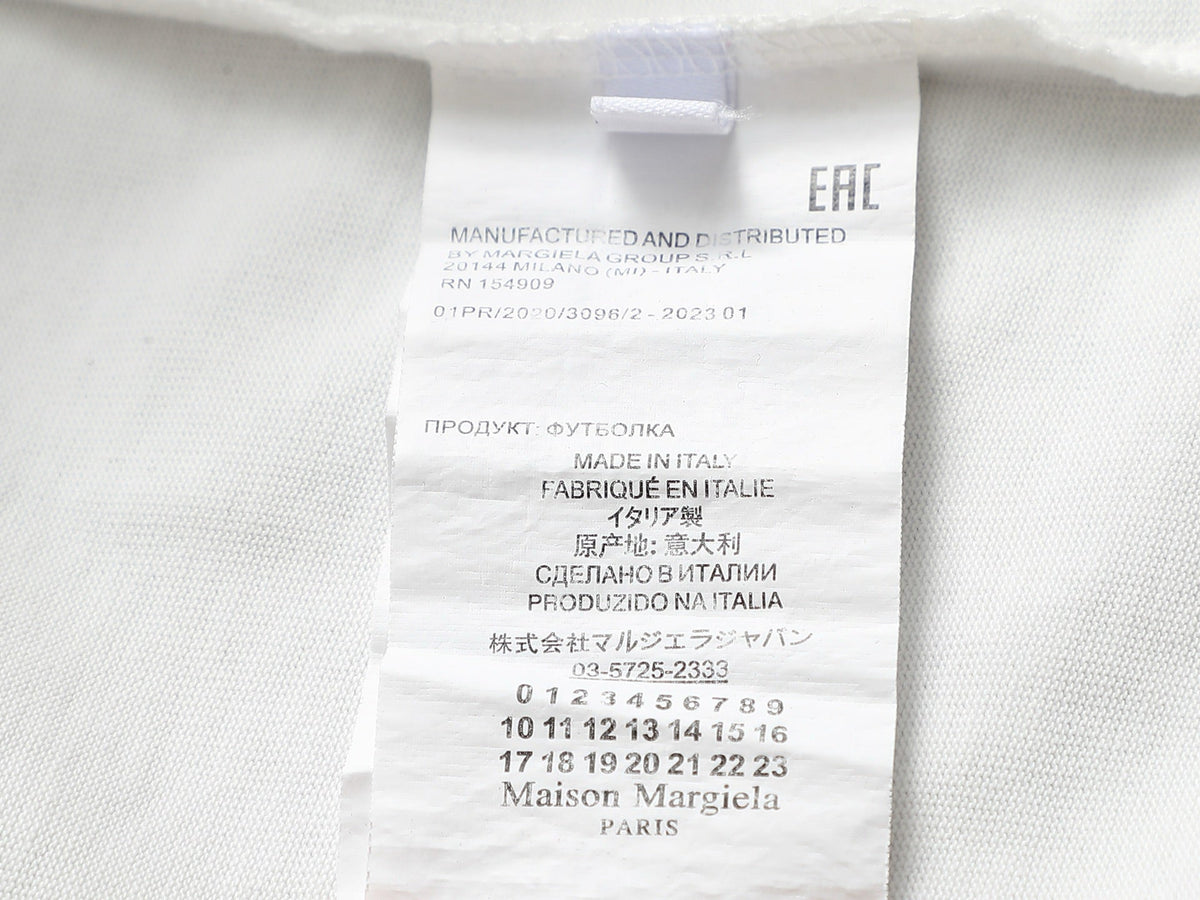 EAC
MANUFACTURED AND DISTRIBUTED
BY MARGIELA GROUP S.R.L
20144 MILANO (MI) - ITALY
RN 154909
01PR/2020/3096/2 - 2023 01
ПРОДУКТ: ФУТБОЛКА
MADE IN ITALY
FABRIQUÉ EN ITALIE
イタリア製
原产地: 意大利
СДЕЛАНО В ИТАЛИИ
PRODUZIDO NA ITALIA
株式会社マルジェラジャパン
03-5725-2333
0 1 2 3 4 5 6 7 8 9
10 11 12 13 14 15 16
17 18 19 20 21 22 23
Maison Margiela
PARIS